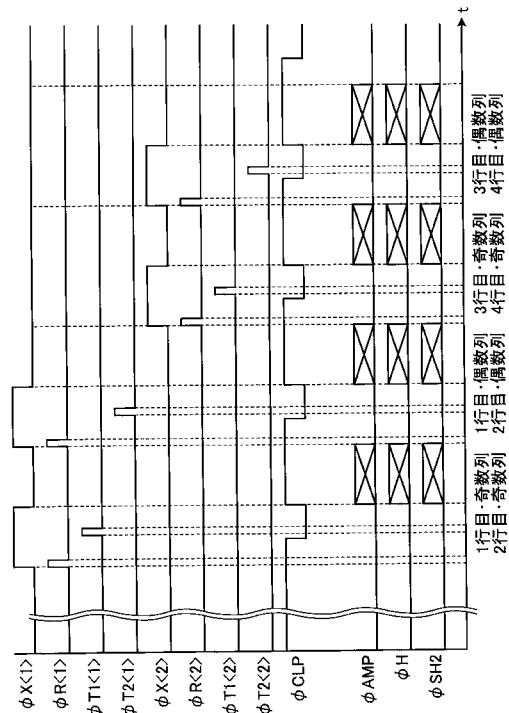 φX<1>
φR<1>
φT1<1>
φT2<1>
φX<2>
φR<2>
φT1<2>
φT2<2>
φCLP
φAMP
φH
φSH2
1行目・奇数列
2行目・奇数列
1行目・偶数列
2行目・偶数列
3行目・奇数列
4行目・奇数列
3行目・偶数列
4行目・偶数列
t